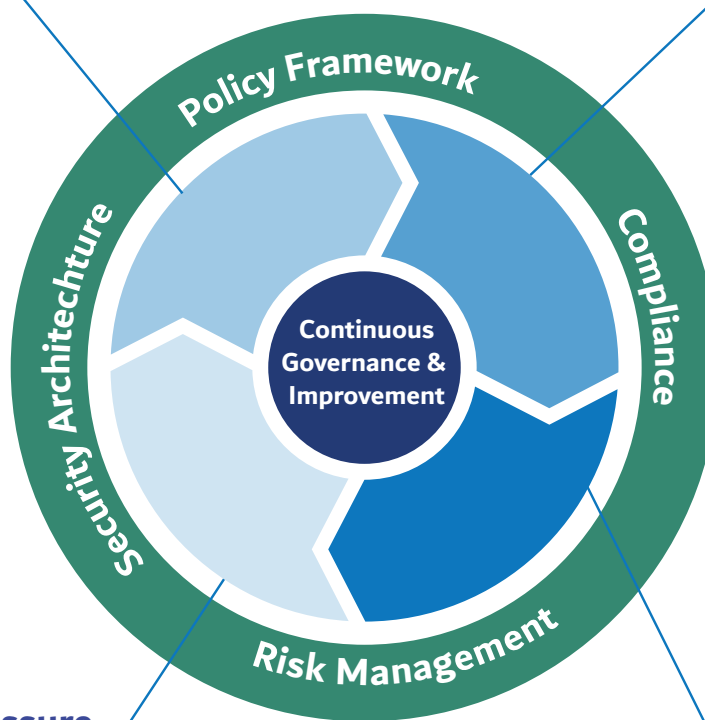 Policy Framework
Compliance
Security Architechture
Continuous
Governance &
Improvement
Risk Management